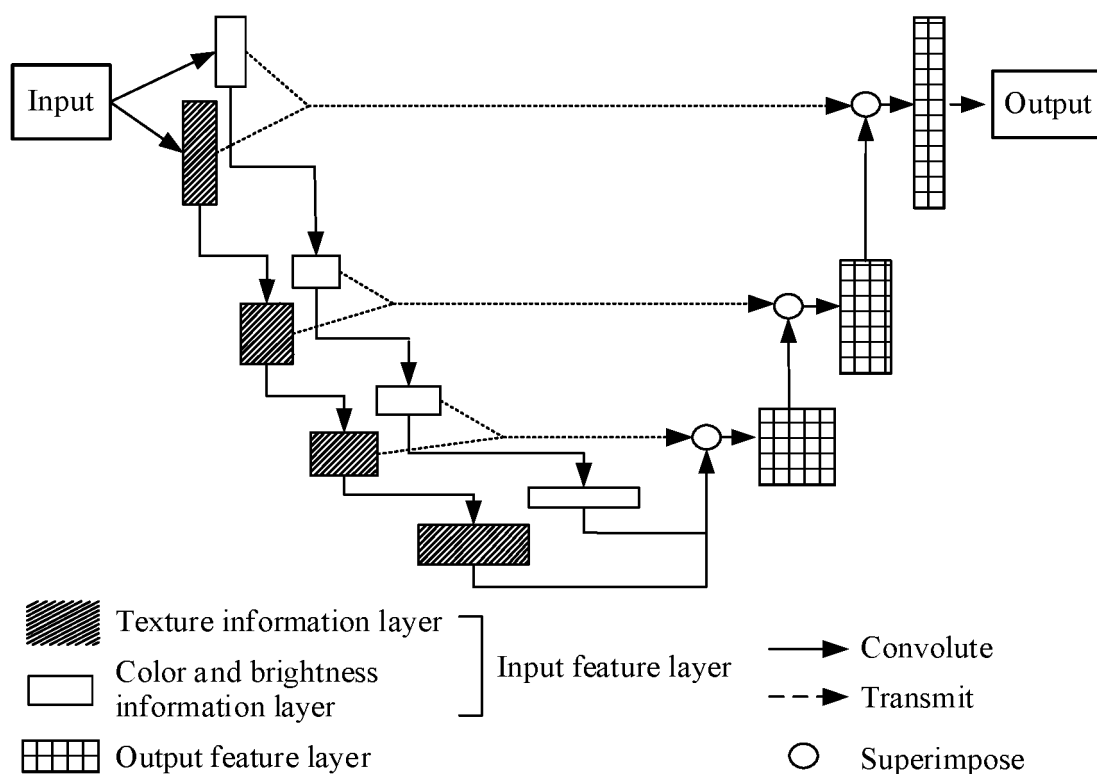 Input
Output
Texture information layer
Color and brightness
information layer
Input feature layer
Output feature layer
Convolute
Transmit
Superimpose